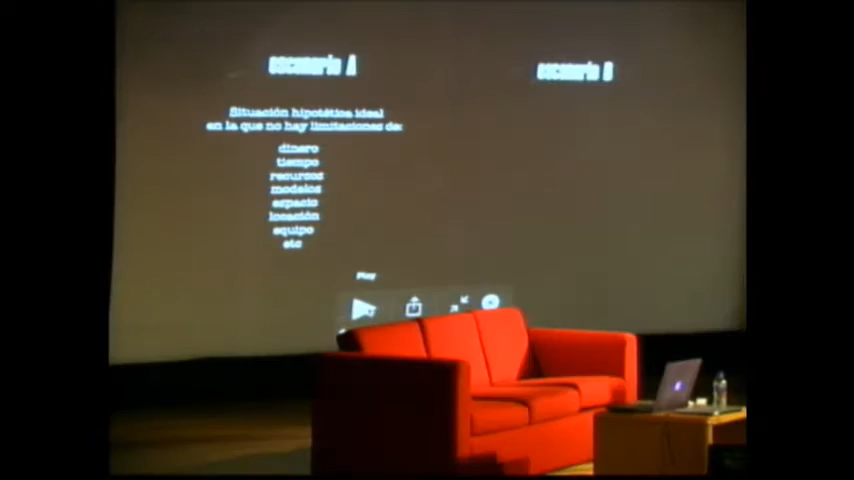 escenario A
escenario B
Situación hipotética ideal
en la que no hay limitaciones de:
dinero
tiempo
recursos
modelos
espacio
locación
equipo
etc
Play